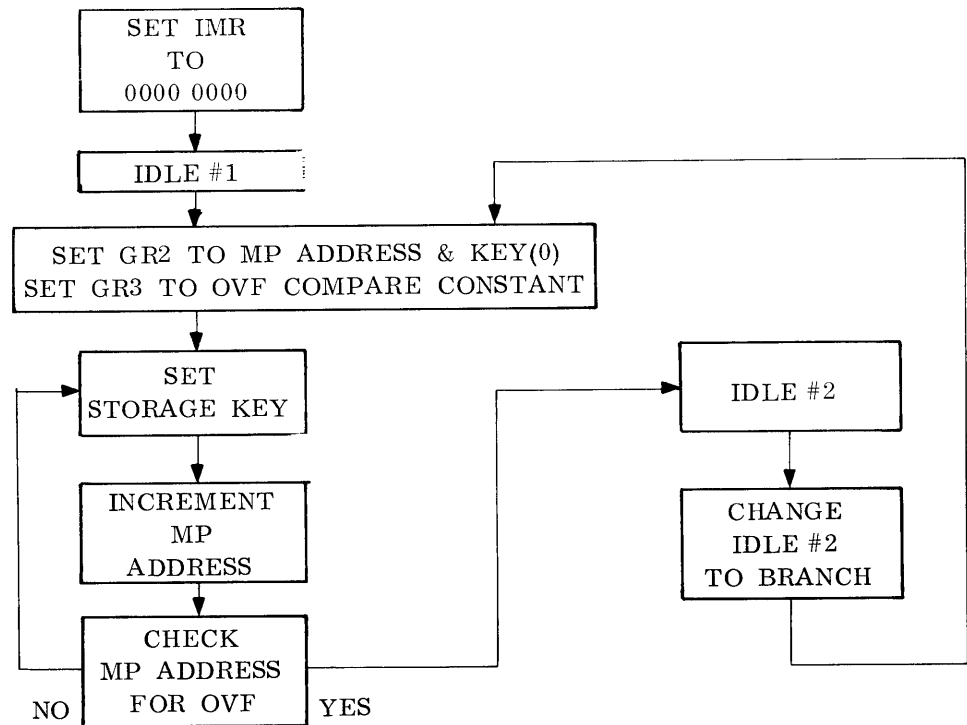 SET IMR
TO
0000 0000
IDLE #1
SET GR2 TO MP ADDRESS & KEY(0)
SET GR3 TO OVF COMPARE CONSTANT
SET
STORAGE KEY
INCREMENT
MP
ADDRESS
CHECK
MP ADDRESS
FOR OVF
NO
YES
IDLE #2
CHANGE
IDLE #2
TO BRANCH